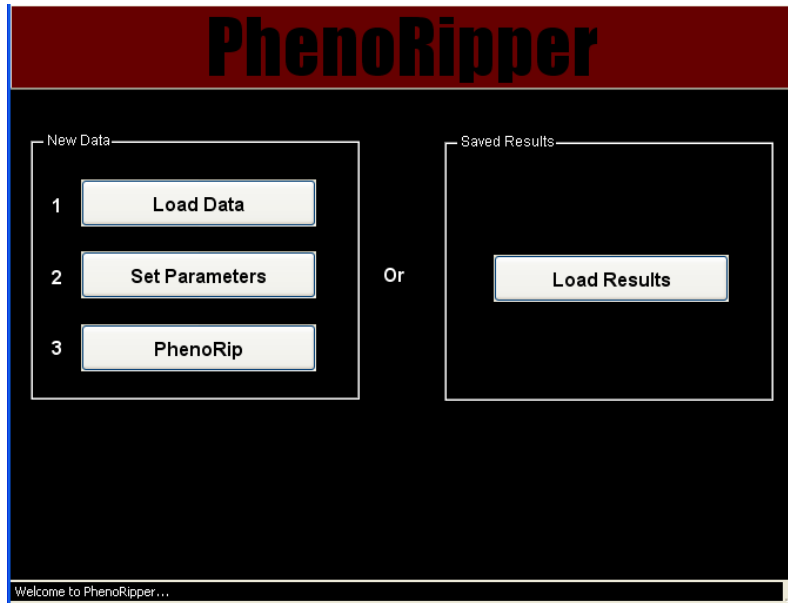 PhenoRipper
New Data
1 Load Data
2 Set Parameters
3 PhenoRip
Or
Saved Results
Load Results
Welcome to PhenoRipper...